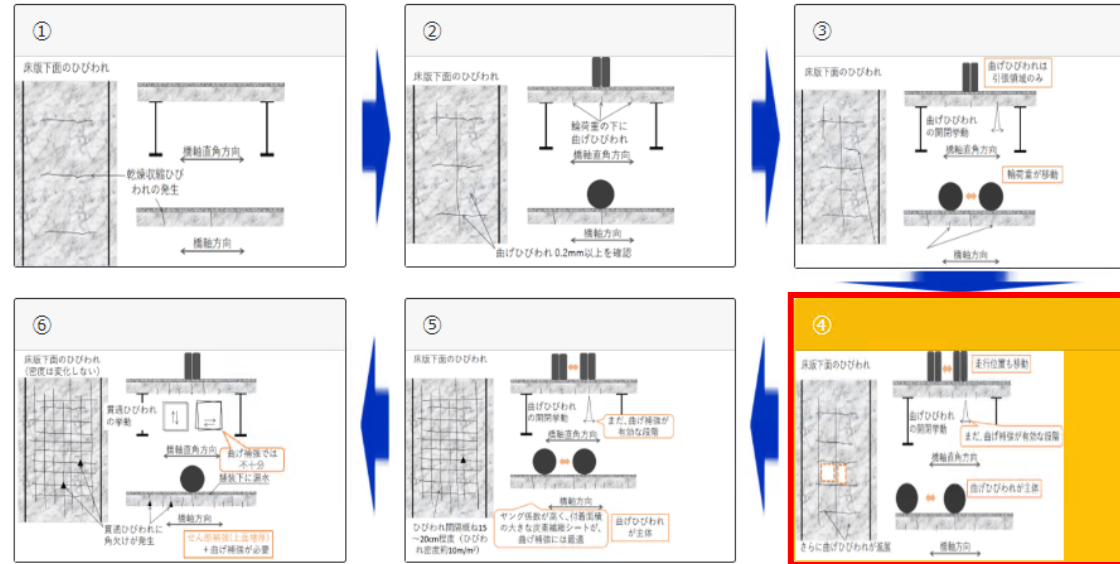 ①
床版下面のひびわれ
橋軸直角方向
乾燥収縮ひび
われの発生
橋軸方向
②
床版下面のひびわれ
輪荷重の下に
曲げひびわれ
橋軸直角方向
橋軸方向
曲げひびわれ 0.2mm以上を確認
③
床版下面のひびわれ
曲げひびわれは
引張領域のみ
曲げひびわれ
の開閉挙動
橋軸直角方向
輪荷重が移動
橋軸方向
④
床版下面のひびわれ
走行位置も移動
曲げひびわれ
の開閉挙動
まだ、曲げ補強が有効な段階
橋軸直角方向
曲げひびわれが主体
さらに曲げひびわれが拡展
橋軸方向
⑤
床版下面のひびわれ
曲げひびわれ
の開閉挙動
まだ、曲げ補強が
有効な段階
橋軸直角方向
橋軸方向
ひびわれ間隔概ね15
～20cm程度（ひびわ
れ密度約10m/m²）
ヤング係数が高く、付着面積
の大きな炭素繊維シートが、
曲げ補強には最適
曲げひびわれ
が主体
⑥
床版下面のひびわれ
（密度は変化しない）
貫通ひびわれ
の挙動
橋軸直角方向
曲げ補強では
不十分
舗装下に滞水
橋軸方向
貫通ひびわれに
角欠けが発生
せん断補強（上面増厚）
＋曲げ補強が必要